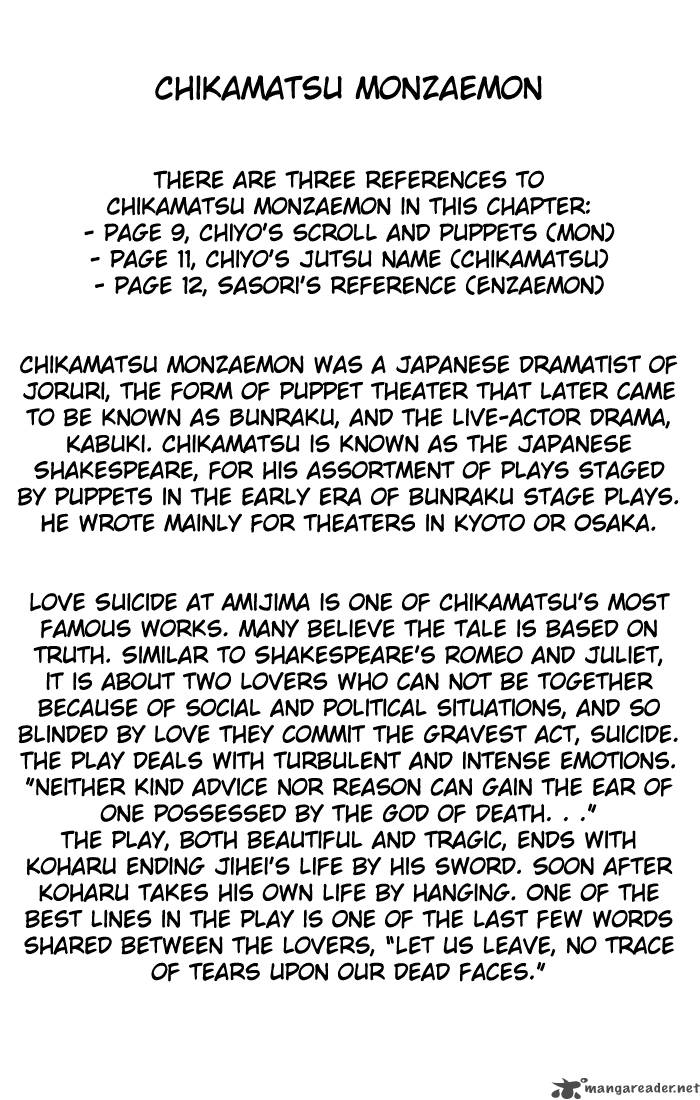 CHIKAMATSU MONZAEMON
THERE ARE THREE REFERENCES TO
CHIKAMATSU MONZAEMON IN THIS CHAPTER:
- PAGE 9, CHIYO'S SCROLL AND PUPPETS (MON)
- PAGE 11, CHIYO'S JUTSU NAME (CHIKAMATSU)
- PAGE 12, SASORI'S REFERENCE (ENZAEMON)
CHIKAMATSU MONZAEMON WAS A JAPANESE DRAMATIST OF
JORURI, THE FORM OF PUPPET THEATER THAT LATER CAME
TO BE KNOWN AS BUNRAKU, AND THE LIVE-ACTOR DRAMA,
KABUKI. CHIKAMATSU IS KNOWN AS THE JAPANESE
SHAKESPEARE, FOR HIS ASSORTMENT OF PLAYS STAGED
BY PUPPETS IN THE EARLY ERA OF BUNRAKU STAGE PLAYS.
HE WROTE MAINLY FOR THEATERS IN KYOTO OR OSAKA.
LOVE SUICIDE AT AMIJIMA IS ONE OF CHIKAMATSU'S MOST
FAMOUS WORKS. MANY BELIEVE THE TALE IS BASED ON
TRUTH. SIMILAR TO SHAKESPEARE'S ROMEO AND JULIET,
IT IS ABOUT TWO LOVERS WHO CAN NOT BE TOGETHER
BECAUSE OF SOCIAL AND POLITICAL SITUATIONS, AND SO
BLINDED BY LOVE THEY COMMIT THE GRAVEST ACT, SUICIDE.
THE PLAY DEALS WITH TURBULENT AND INTENSE EMOTIONS.
"NEITHER KIND ADVICE NOR REASON CAN GAIN THE EAR OF
ONE POSSESSED BY THE GOD OF DEATH. . ."
THE PLAY, BOTH BEAUTIFUL AND TRAGIC, ENDS WITH
KOHARU ENDING JIHEI'S LIFE BY HIS SWORD. SOON AFTER
KOHARU TAKES HIS OWN LIFE BY HANGING. ONE OF THE
BEST LINES IN THE PLAY IS ONE OF THE LAST FEW WORDS
SHARED BETWEEN THE LOVERS, "LET US LEAVE, NO TRACE
OF TEARS UPON OUR DEAD FACES."
mangareader.net